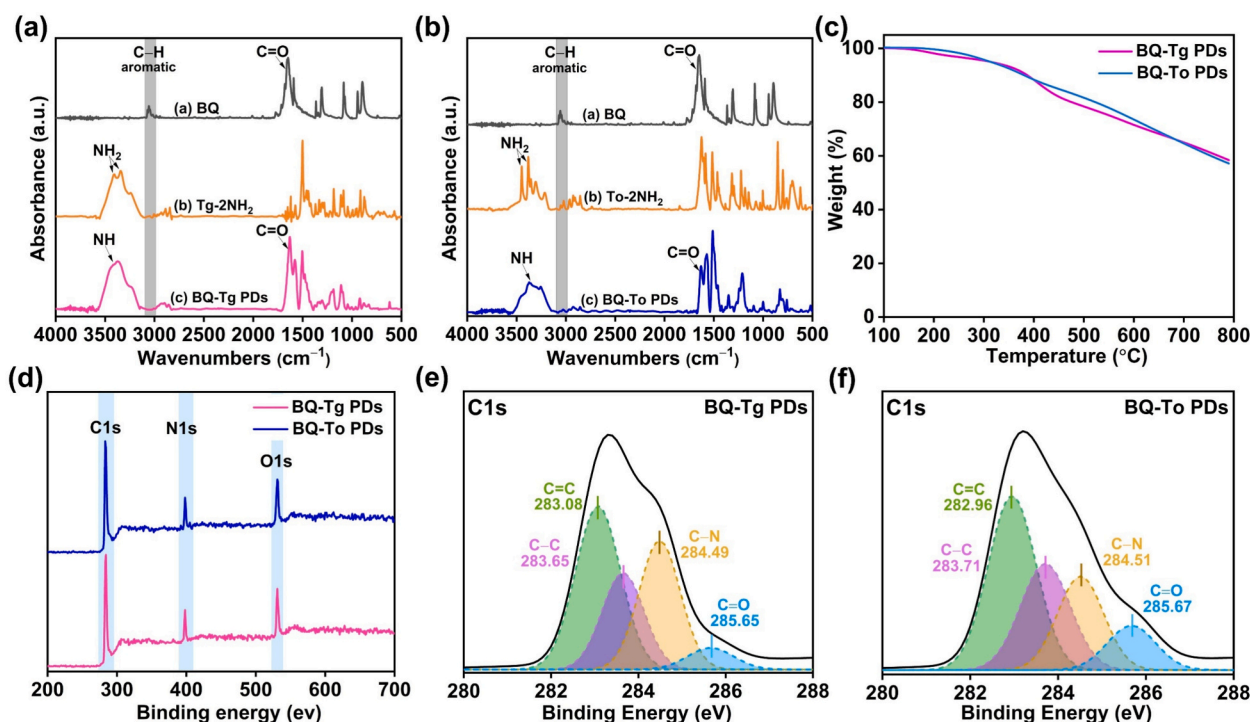 (a)
C–H
aromatic
C=O
(a) BQ
NH2
(b) Tg-2NH2
NH
C=O
(c) BQ-Tg PDs
Absorbance (a.u.)
4000 3500 3000 2500 2000 1500 1000 500
Wavenumbers (cm−1)
(b)
C–H
aromatic
C=O
(a) BQ
NH2
(b) To-2NH2
NH
C=O
(c) BQ-To PDs
Absorbance (a.u.)
4000 3500 3000 2500 2000 1500 1000 500
Wavenumbers (cm−1)
(c)
BQ-Tg PDs
BQ-To PDs
100
80
60
40
20
0
Weight (%)
100 200 300 400 500 600 700 800
Temperature (°C)
(d)
BQ-Tg PDs
BQ-To PDs
C1s
N1s
O1s
Absorbance (a.u.)
200 300 400 500 600 700
Binding energy (ev)
(e)
C1s
BQ-Tg PDs
C=C
283.08
C–C
283.65
C–N
284.49
C=O
285.65
280 282 284 286 288
Binding Energy (eV)
(f)
C1s
BQ-To PDs
C=C
282.96
C–C
283.71
C–N
284.51
C=O
285.67
280 282 284 286 288
Binding Energy (eV)